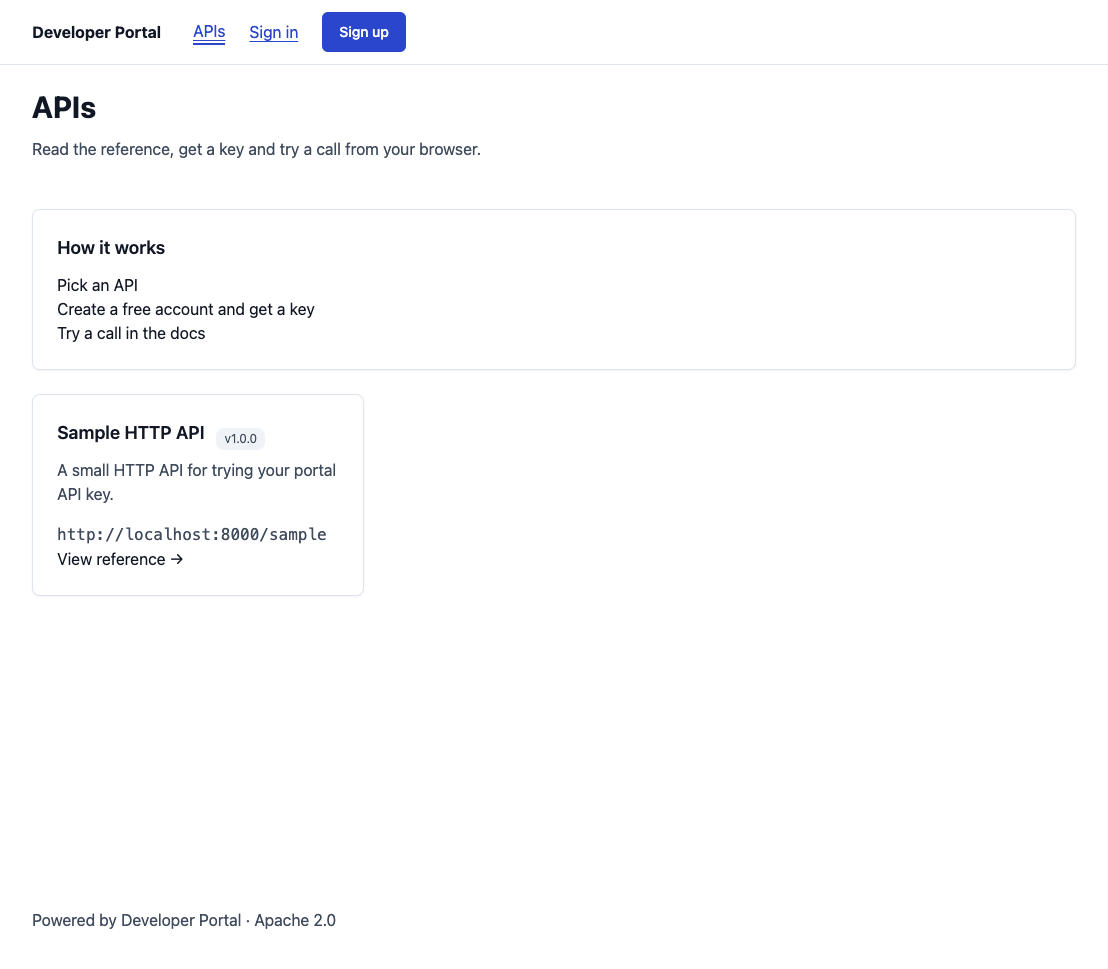 Developer Portal APIs Sign in Sign up
APIs
Read the reference, get a key and try a call from your browser.
How it works
Pick an API
Create a free account and get a key
Try a call in the docs
Sample HTTP API v1.0.0
A small HTTP API for trying your portal
API key.
http://localhost:8000/sample
View reference →
Powered by Developer Portal · Apache 2.0